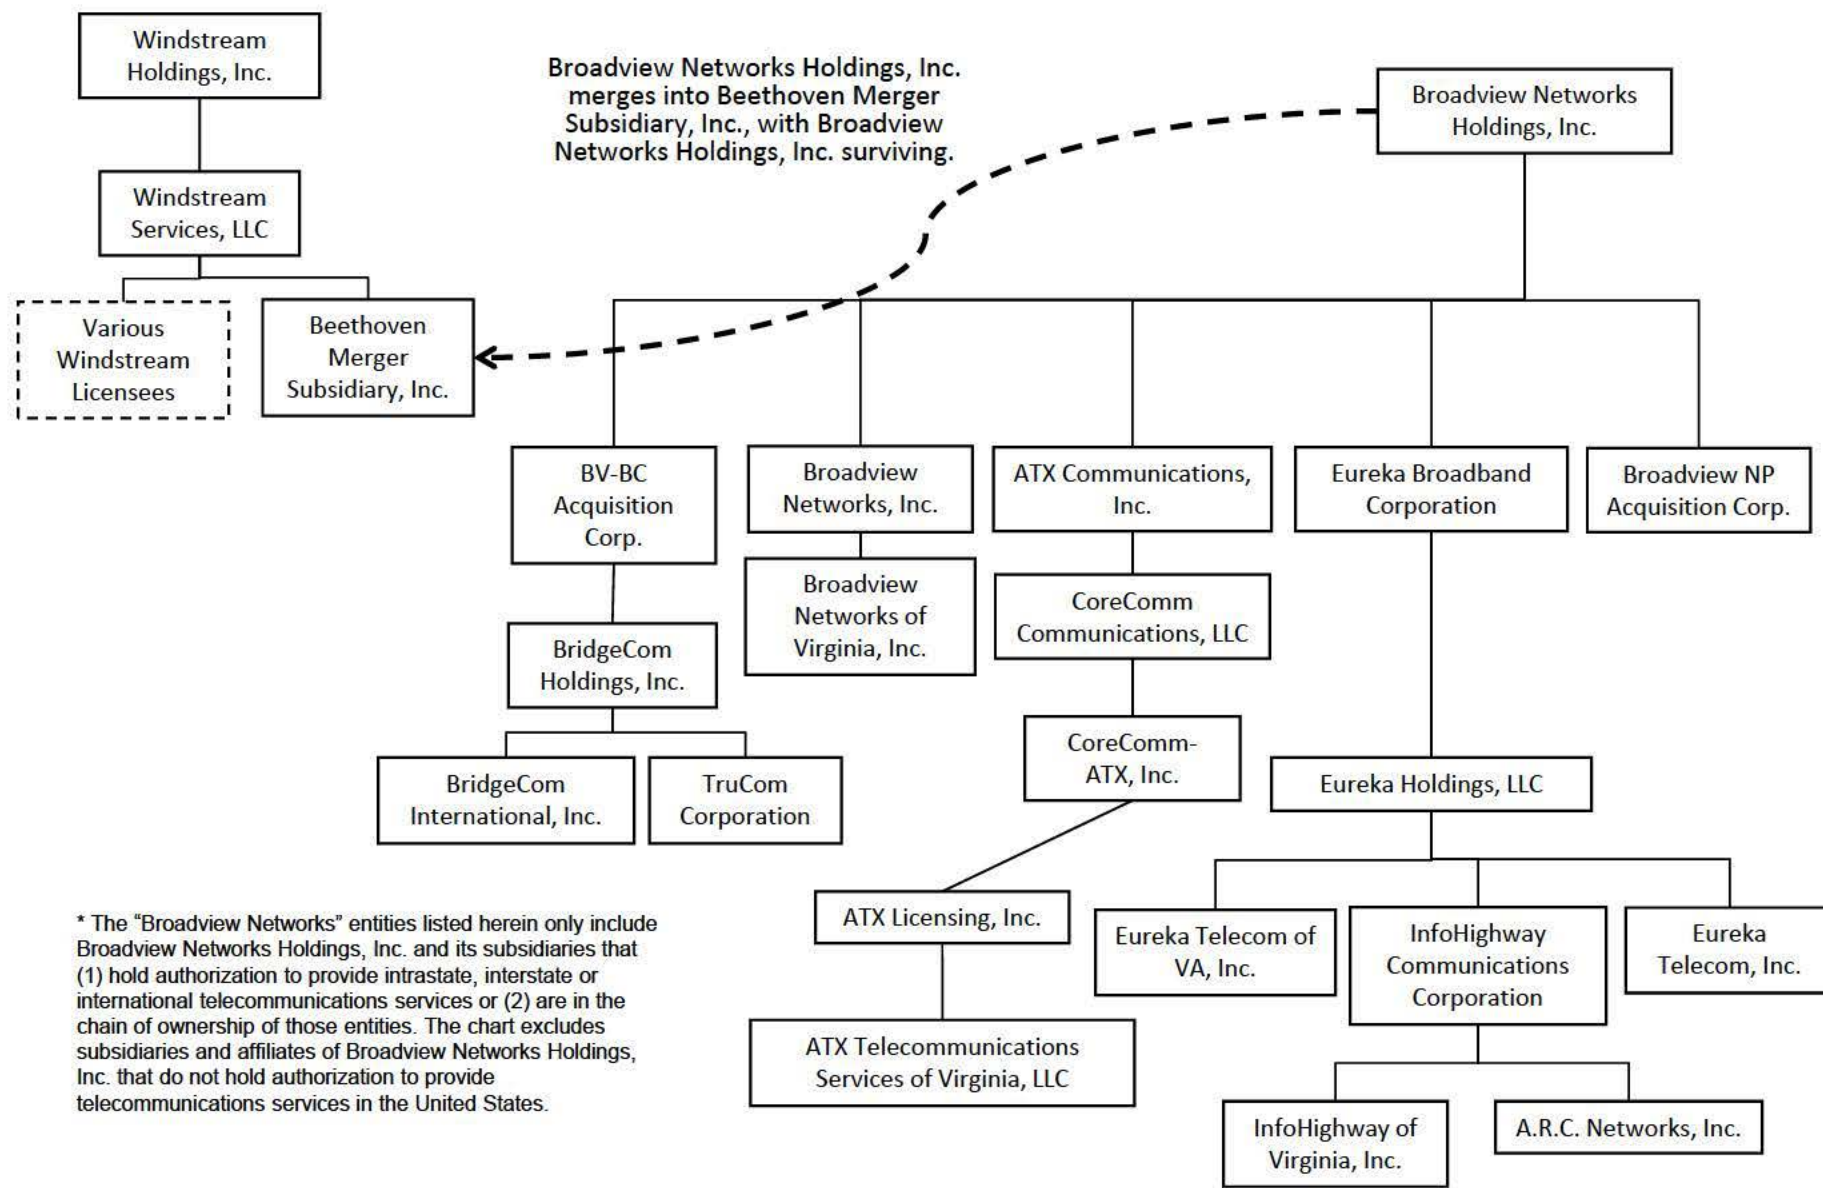 Windstream
Holdings, Inc.
Broadview Networks Holdings, Inc.
merges into Beethoven Merger
Subsidiary, Inc., with Broadview
Networks Holdings, Inc. surviving.
Broadview Networks
Holdings, Inc.
Windstream
Services, LLC
Various
Windstream
Licensees
Beethoven
Merger
Subsidiary, Inc.
BV-BC
Acquisition
Corp.
Broadview
Networks, Inc.
ATX Communications,
Inc.
Eureka Broadband
Corporation
Broadview NP
Acquisition Corp.
Broadview
Networks of
Virginia, Inc.
CoreComm
Communications, LLC
BridgeCom
Holdings, Inc.
CoreComm-
ATX, Inc.
BridgeCom
International, Inc.
TruCom
Corporation
Eureka Holdings, LLC
ATX Licensing, Inc.
Eureka Telecom of
VA, Inc.
InfoHighway
Communications
Corporation
Eureka
Telecom, Inc.
* The “Broadview Networks” entities listed herein only include
Broadview Networks Holdings, Inc. and its subsidiaries that
(1) hold authorization to provide intrastate, interstate or
international telecommunications services or (2) are in the
chain of ownership of those entities. The chart excludes
subsidiaries and affiliates of Broadview Networks Holdings,
Inc. that do not hold authorization to provide
telecommunications services in the United States.
ATX Telecommunications
Services of Virginia, LLC
InfoHighway of
Virginia, Inc.
A.R.C. Networks, Inc.